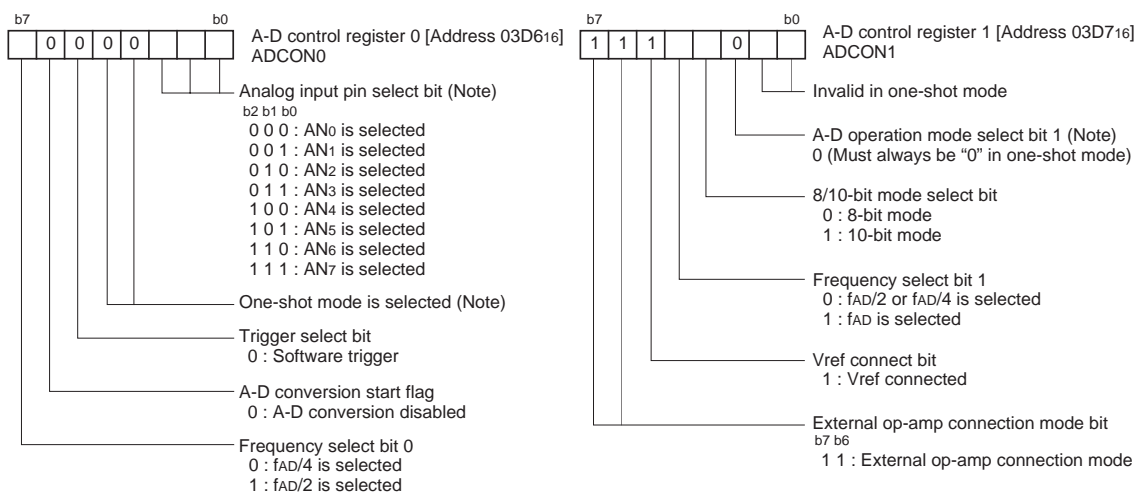 b7 b0
0 0 0 0
A-D control register 0 [Address 03D616]
ADCON0
Analog input pin select bit (Note)
b2 b1 b0
0 0 0 : AN0 is selected
0 0 1 : AN1 is selected
0 1 0 : AN2 is selected
0 1 1 : AN3 is selected
1 0 0 : AN4 is selected
1 0 1 : AN5 is selected
1 1 0 : AN6 is selected
1 1 1 : AN7 is selected
One-shot mode is selected (Note)
Trigger select bit
0 : Software trigger
A-D conversion start flag
0 : A-D conversion disabled
Frequency select bit 0
0 : fAD/4 is selected
1 : fAD/2 is selected
b7 b0
1 1 1 0
A-D control register 1 [Address 03D716]
ADCON1
Invalid in one-shot mode
A-D operation mode select bit 1 (Note)
0 (Must always be “0” in one-shot mode)
8/10-bit mode select bit
0 : 8-bit mode
1 : 10-bit mode
Frequency select bit 1
0 : fAD/2 or fAD/4 is selected
1 : fAD is selected
Vref connect bit
1 : Vref connected
External op-amp connection mode bit
b7 b6
1 1 : External op-amp connection mode